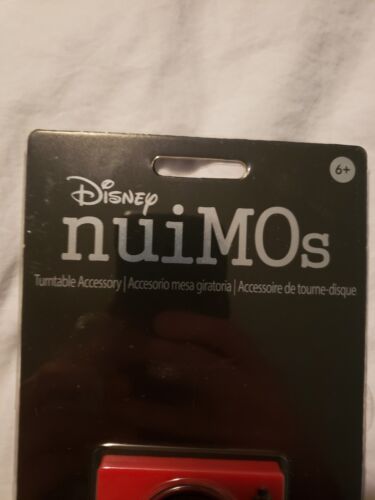 6+
Disney
nuiMOs
Turntable Accessory | Accesorio mesa giratoria | Accessoire de tourne-disque